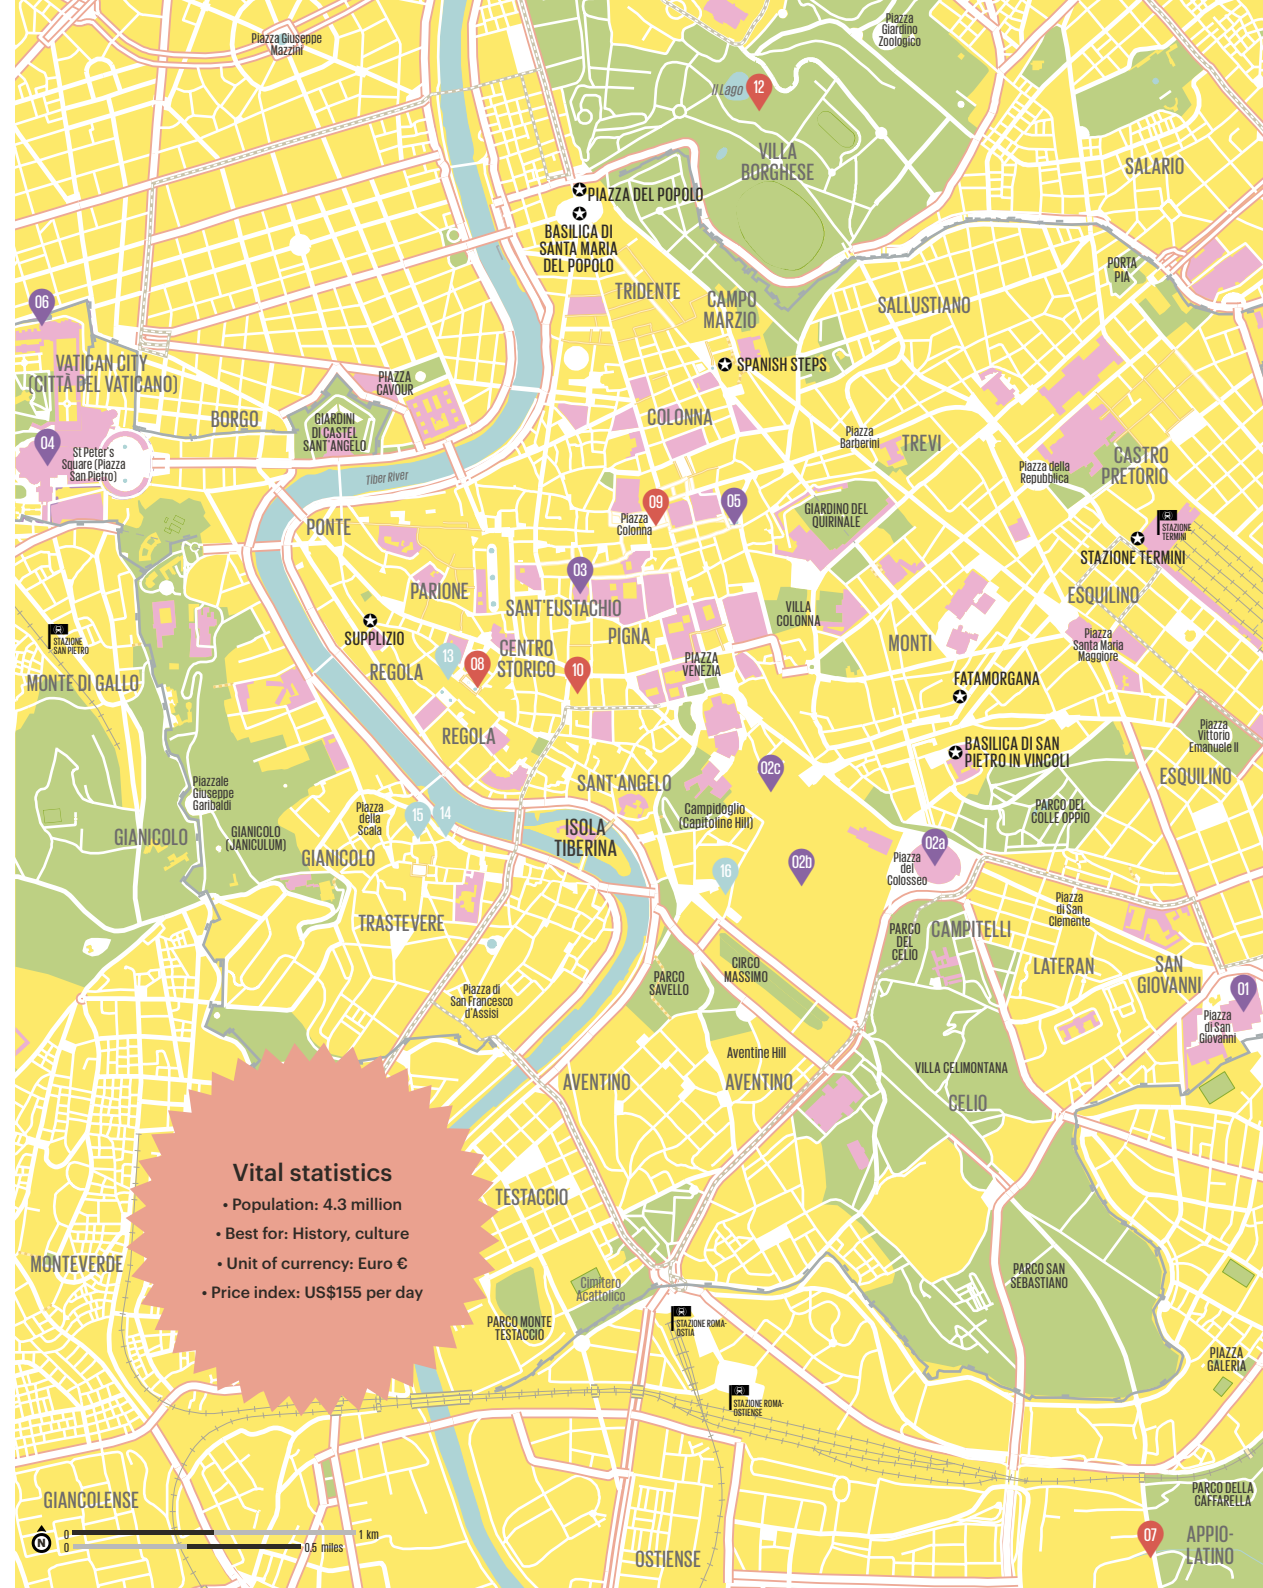 Piazza Giuseppe
Mazzini
Piazza
Giardino
Zoologico
Il Lago
12
VILLA
BORGHESE
SALARIO
PIAZZA DEL POPOLO
BASILICA DI
SANTA MARIA
DEL POPOLO
PORTA
PIA
06
TRIDENTE
CAMPO
MARZIO
SALLUSTIANO
VATICAN CITY
(CITTÀ DEL VATICANO)
SPANISH STEPS
PIAZZA
CAVOUR
BORGO
GIARDINI
DI CASTEL
SANT'ANGELO
COLONNA
04
St Peter's
Square (Piazza
San Pietro)
Piazza
Barberini
TREVI
Piazza della
Repubblica
CASTRO
PRETORIO
Tiber River
09
05
Piazza
Colonna
GIARDINO DEL
QUIRINALE
PONTE
STAZIONE
TERMINI
STAZIONE TERMINI
03
PARIONE
SANT'EUSTACHIO
ESQUILINO
VILLA
COLONNA
STAZIONE
SAN PIETRO
SUPPLIZIO
PIGNA
MONTI
Piazza
Santa Maria
Maggiore
13
08
CENTRO
STORICO
10
REGOLA
PIAZZA
VENEZIA
MONTE DI GALLO
FATAMORGANA
REGOLA
Piazza
Vittorio
Emanuele II
BASILICA DI SAN
PIETRO IN VINCOLI
02c
ESQUILINO
SANT'ANGELO
Piazzale
Giuseppe
Garibaldi
Piazza
della
Scala
15
14
Campidoglio
(Capitoline Hill)
PARCO DEL
COLLE OPPIO
GIANICOLO
GIANICOLO
(JANICULUM)
GIANICOLO
ISOLA
TIBERINA
02a
02b
16
Piazza
del
Colosseo
Piazza
di San
Clemente
TRASTEVERE
PARCO
DEL
CELIO
CAMPITELLI
PARCO
SAVELLO
CIRCO
MASSIMO
LATERAN
SAN
GIOVANNI
01
Piazza di
San Francesco
d'Assisi
Piazza
di San
Giovanni
Aventine Hill
AVENTINO
AVENTINO
VILLA CELIMONTANA
CELIO
Vital statistics
• Population: 4.3 million
• Best for: History, culture
• Unit of currency: Euro €
• Price index: US$155 per day
TESTACCIO
MONTEVERDE
Cimitero
Acattolico
PARCO SAN
SEBASTIANO
PARCO MONTE
TESTACCIO
STAZIONE ROMA-
OSTIA
PIAZZA
GALERIA
STAZIONE ROMA-
OSTIENSE
GIANCOLENSE
PARCO DELLA
CAFFARELLA
N
0
1 km
0
0.5 miles
07
APPIO-
LATINO
OSTIENSE